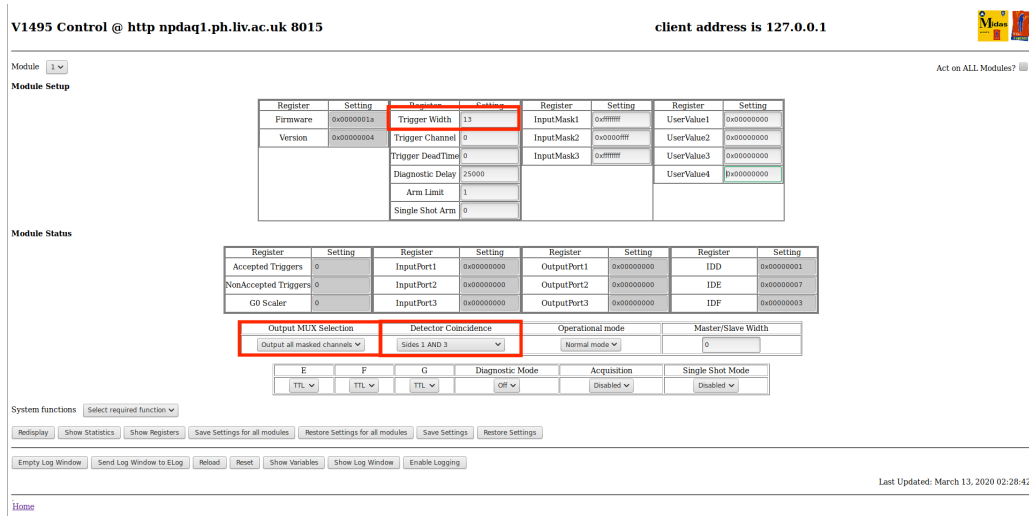 V1495 Control @ http npdaq1.ph.liv.ac.uk 8015 client address is 127.0.0.1
Midas
Module 1 Act on ALL Modules?
Module Setup
Register Setting Register Setting Register Setting Register Setting
Firmware 0x0000001a Trigger Width 13 InputMask1 0xffffffff UserValue1 0x00000000
Version 0x00000004 Trigger Channel 0 InputMask2 0x0000ffff UserValue2 0x00000000
Trigger DeadTime 0 InputMask3 0xffffffff UserValue3 0x00000000
Diagnostic Delay 25000 UserValue4 0x00000000
Arm Limit 1
Single Shot Arm 0
Module Status
Register Setting Register Setting Register Setting Register Setting
Accepted Triggers 0 InputPort1 0x00000000 OutputPort1 0x00000000 IDD 0x00000001
NonAccepted Triggers 0 InputPort2 0x00000000 OutputPort2 0x00000000 IDE 0x00000007
G0 Scaler 0 InputPort3 0x00000000 OutputPort3 0x00000000 IDF 0x00000003
Output MUX Selection Detector Coincidence Operational mode Master/Slave Width
Output all masked channels Sides 1 AND 3 Normal mode 0
E F G Diagnostic Mode Acquisition Single Shot Mode
TTL TTL TTL Off Disabled Disabled
System functions Select required function
Redisplay Show Statistics Show Registers Save Settings for all modules Restore Settings for all modules Save Settings Restore Settings
Empty Log Window Send Log Window to ELog Reload Reset Show Variables Show Log Window Enable Logging
Last Updated: March 13, 2020 02:28:42
Home